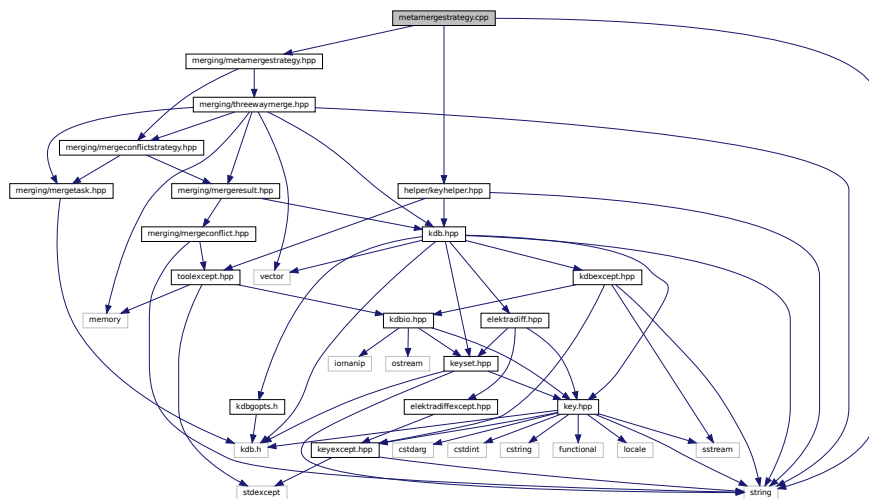 metamergestrategy.cpp
merging/metamergestrategy.hpp
merging/threewaymerge.hpp
merging/mergeconflictstrategy.hpp
merging/mergetask.hpp
merging/mergeresult.hpp
helper/keyhelper.hpp
merging/mergeconflict.hpp
kdb.hpp
toolexcept.hpp
vector
kdbexcept.hpp
memory
kdbio.hpp
elektradiff.hpp
iomanip
ostream
keyset.hpp
kdbgopts.h
elektradiffexcept.hpp
key.hpp
kdb.h
keyexcept.hpp
cstdarg
cstdint
cstring
functional
locale
sstream
stdexcept
string